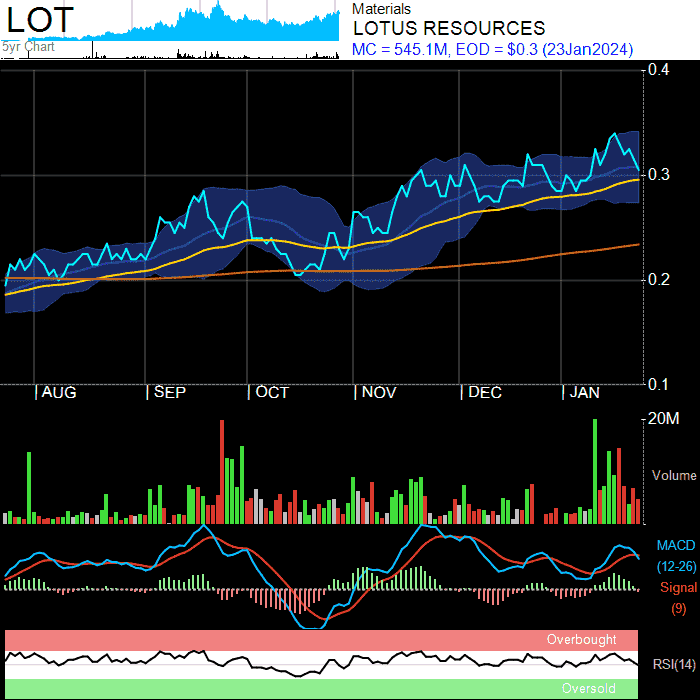 LOT
5yr Chart
Materials
LOTUS RESOURCES
MC = 545.1M, EOD = $0.3 (23Jan2024)
0.4
0.3
0.2
0.1
| AUG | SEP | OCT | NOV | DEC | JAN
20M
Volume
MACD
(12-26)
Signal
(9)
Overbought
RSI(14)
Oversold